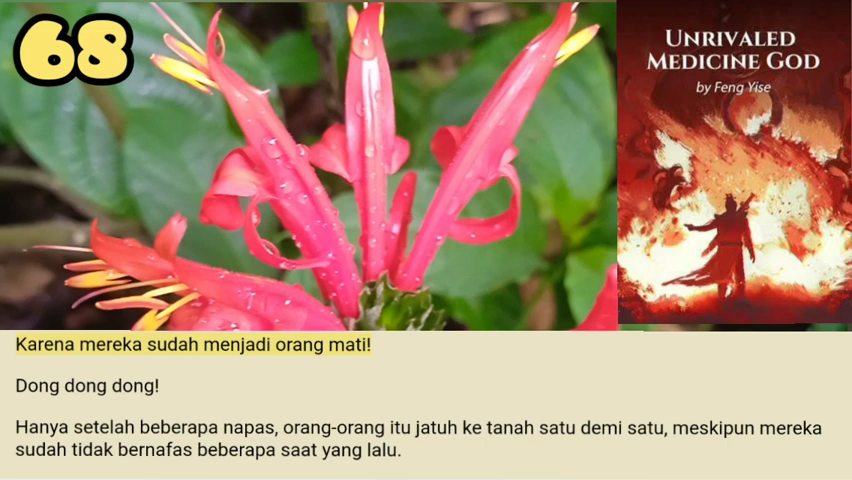 68
UNRIVALED
MEDICINE GOD
by Feng Yise
Karena mereka sudah menjadi orang mati!
Dong dong dong!
Hanya setelah beberapa napas, orang-orang itu jatuh ke tanah satu demi satu, meskipun mereka
sudah tidak bernafas beberapa saat yang lalu.